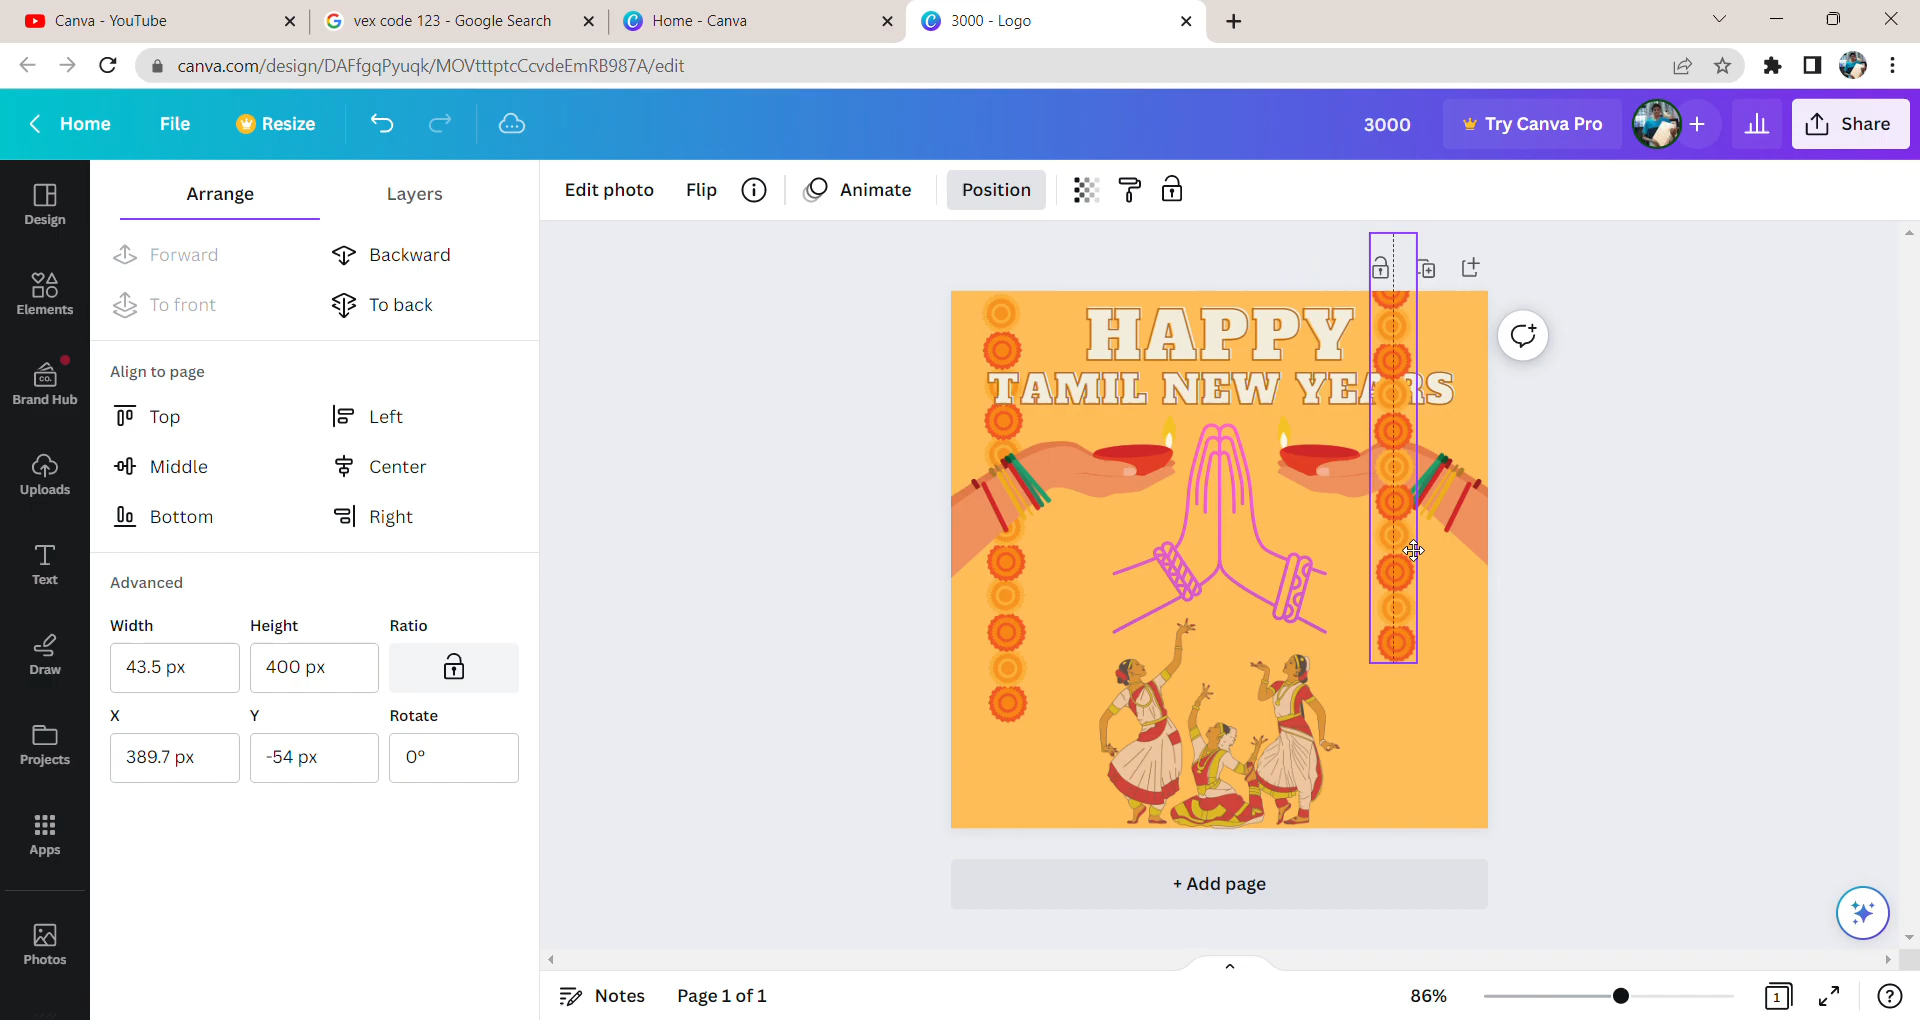 Canva - YouTube
vex code 123 - Google Search
Home - Canva
3000 - Logo
canva.com/design/DAFfgqPyuqk/MOVtttptcCcvdeEmRB987A/edit
Home
File
Resize
3000
Try Canva Pro
Share
Design
Elements
CO.
Brand Hub
Uploads
Text
Draw
Projects
Apps
Photos
Arrange
Layers
Forward
Backward
To front
To back
Align to page
Top
Left
Middle
Center
Bottom
Right
Advanced
Width
Height
Ratio
43.5 px
400 px
X
Y
Rotate
389.7 px
-54 px
0°
Edit photo
Flip
Animate
Position
HAPPY
TAMIL NEW YEARS
+ Add page
Notes
Page 1 of 1
86%
1